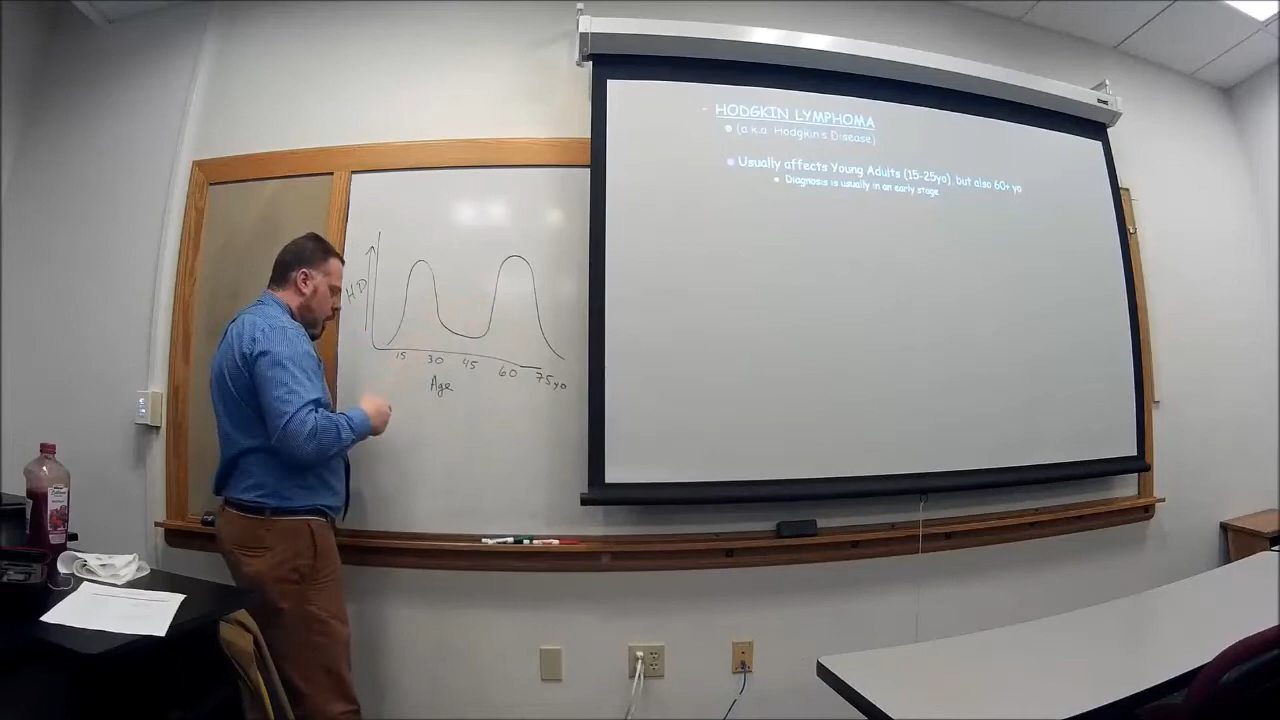 HODGKIN LYMPHOMA
(a.k.a. Hodgkin's Disease)
Usually affects Young Adults (15-25yo), but also 60+ yo
Diagnosis is usually in an early stage
HD
15 30 45 60 75yo
Age